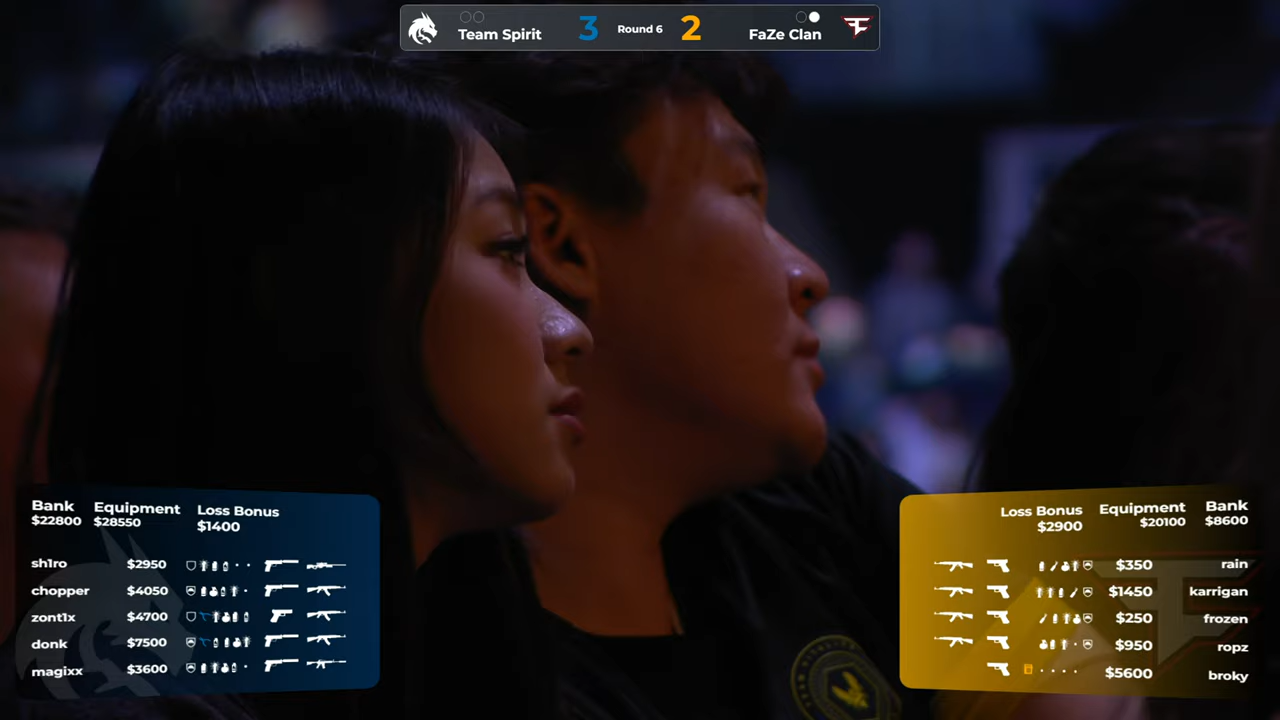 Team Spirit 3 Round 6 2 FaZe Clan
Bank Equipment Loss Bonus
$22800 $28550 $1400
sh1ro $2950
chopper $4050
zont1x $4700
donk $7500
magixx $3600
Loss Bonus Equipment Bank
$2900 $20100 $8600
$350 rain
$1450 karrigan
$250 frozen
$950 ropz
$5600 broky